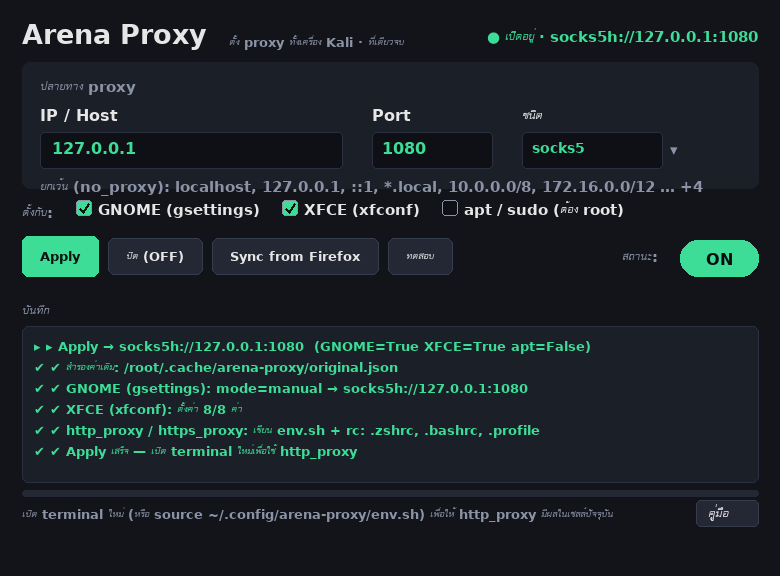 Arena Proxy ตั้ง proxy ทั้งเครื่อง Kali · ที่เดียวจบ ● เปิดอยู่ · socks5h://127.0.0.1:1080
ปลายทาง proxy
IP / Host Port ชนิด
127.0.0.1 1080 socks5 ▾
ยกเว้น (no_proxy): localhost, 127.0.0.1, ::1, *.local, 10.0.0.0/8, 172.16.0.0/12 … +4
ตั้งกับ: GNOME (gsettings) XFCE (xfconf) apt / sudo (ต้อง root)
Apply ปิด (OFF) Sync from Firefox ทดสอบ สถานะ: ON
บันทึก
▸ ▸ Apply → socks5h://127.0.0.1:1080 (GNOME=True XFCE=True apt=False)
✔ ✔ สำรองค่าเดิม: /root/.cache/arena-proxy/original.json
✔ ✔ GNOME (gsettings): mode=manual → socks5h://127.0.0.1:1080
✔ ✔ XFCE (xfconf): ตั้งค่า 8/8 ค่า
✔ ✔ http_proxy / https_proxy: เขียน env.sh + rc: .zshrc, .bashrc, .profile
✔ ✔ Apply เสร็จ — เปิด terminal ใหม่เพื่อใช้ http_proxy
เปิด terminal ใหม่ (หรือ source ~/.config/arena-proxy/env.sh) เพื่อให้ http_proxy มีผลในเชลล์ปัจจุบัน คู่มือ